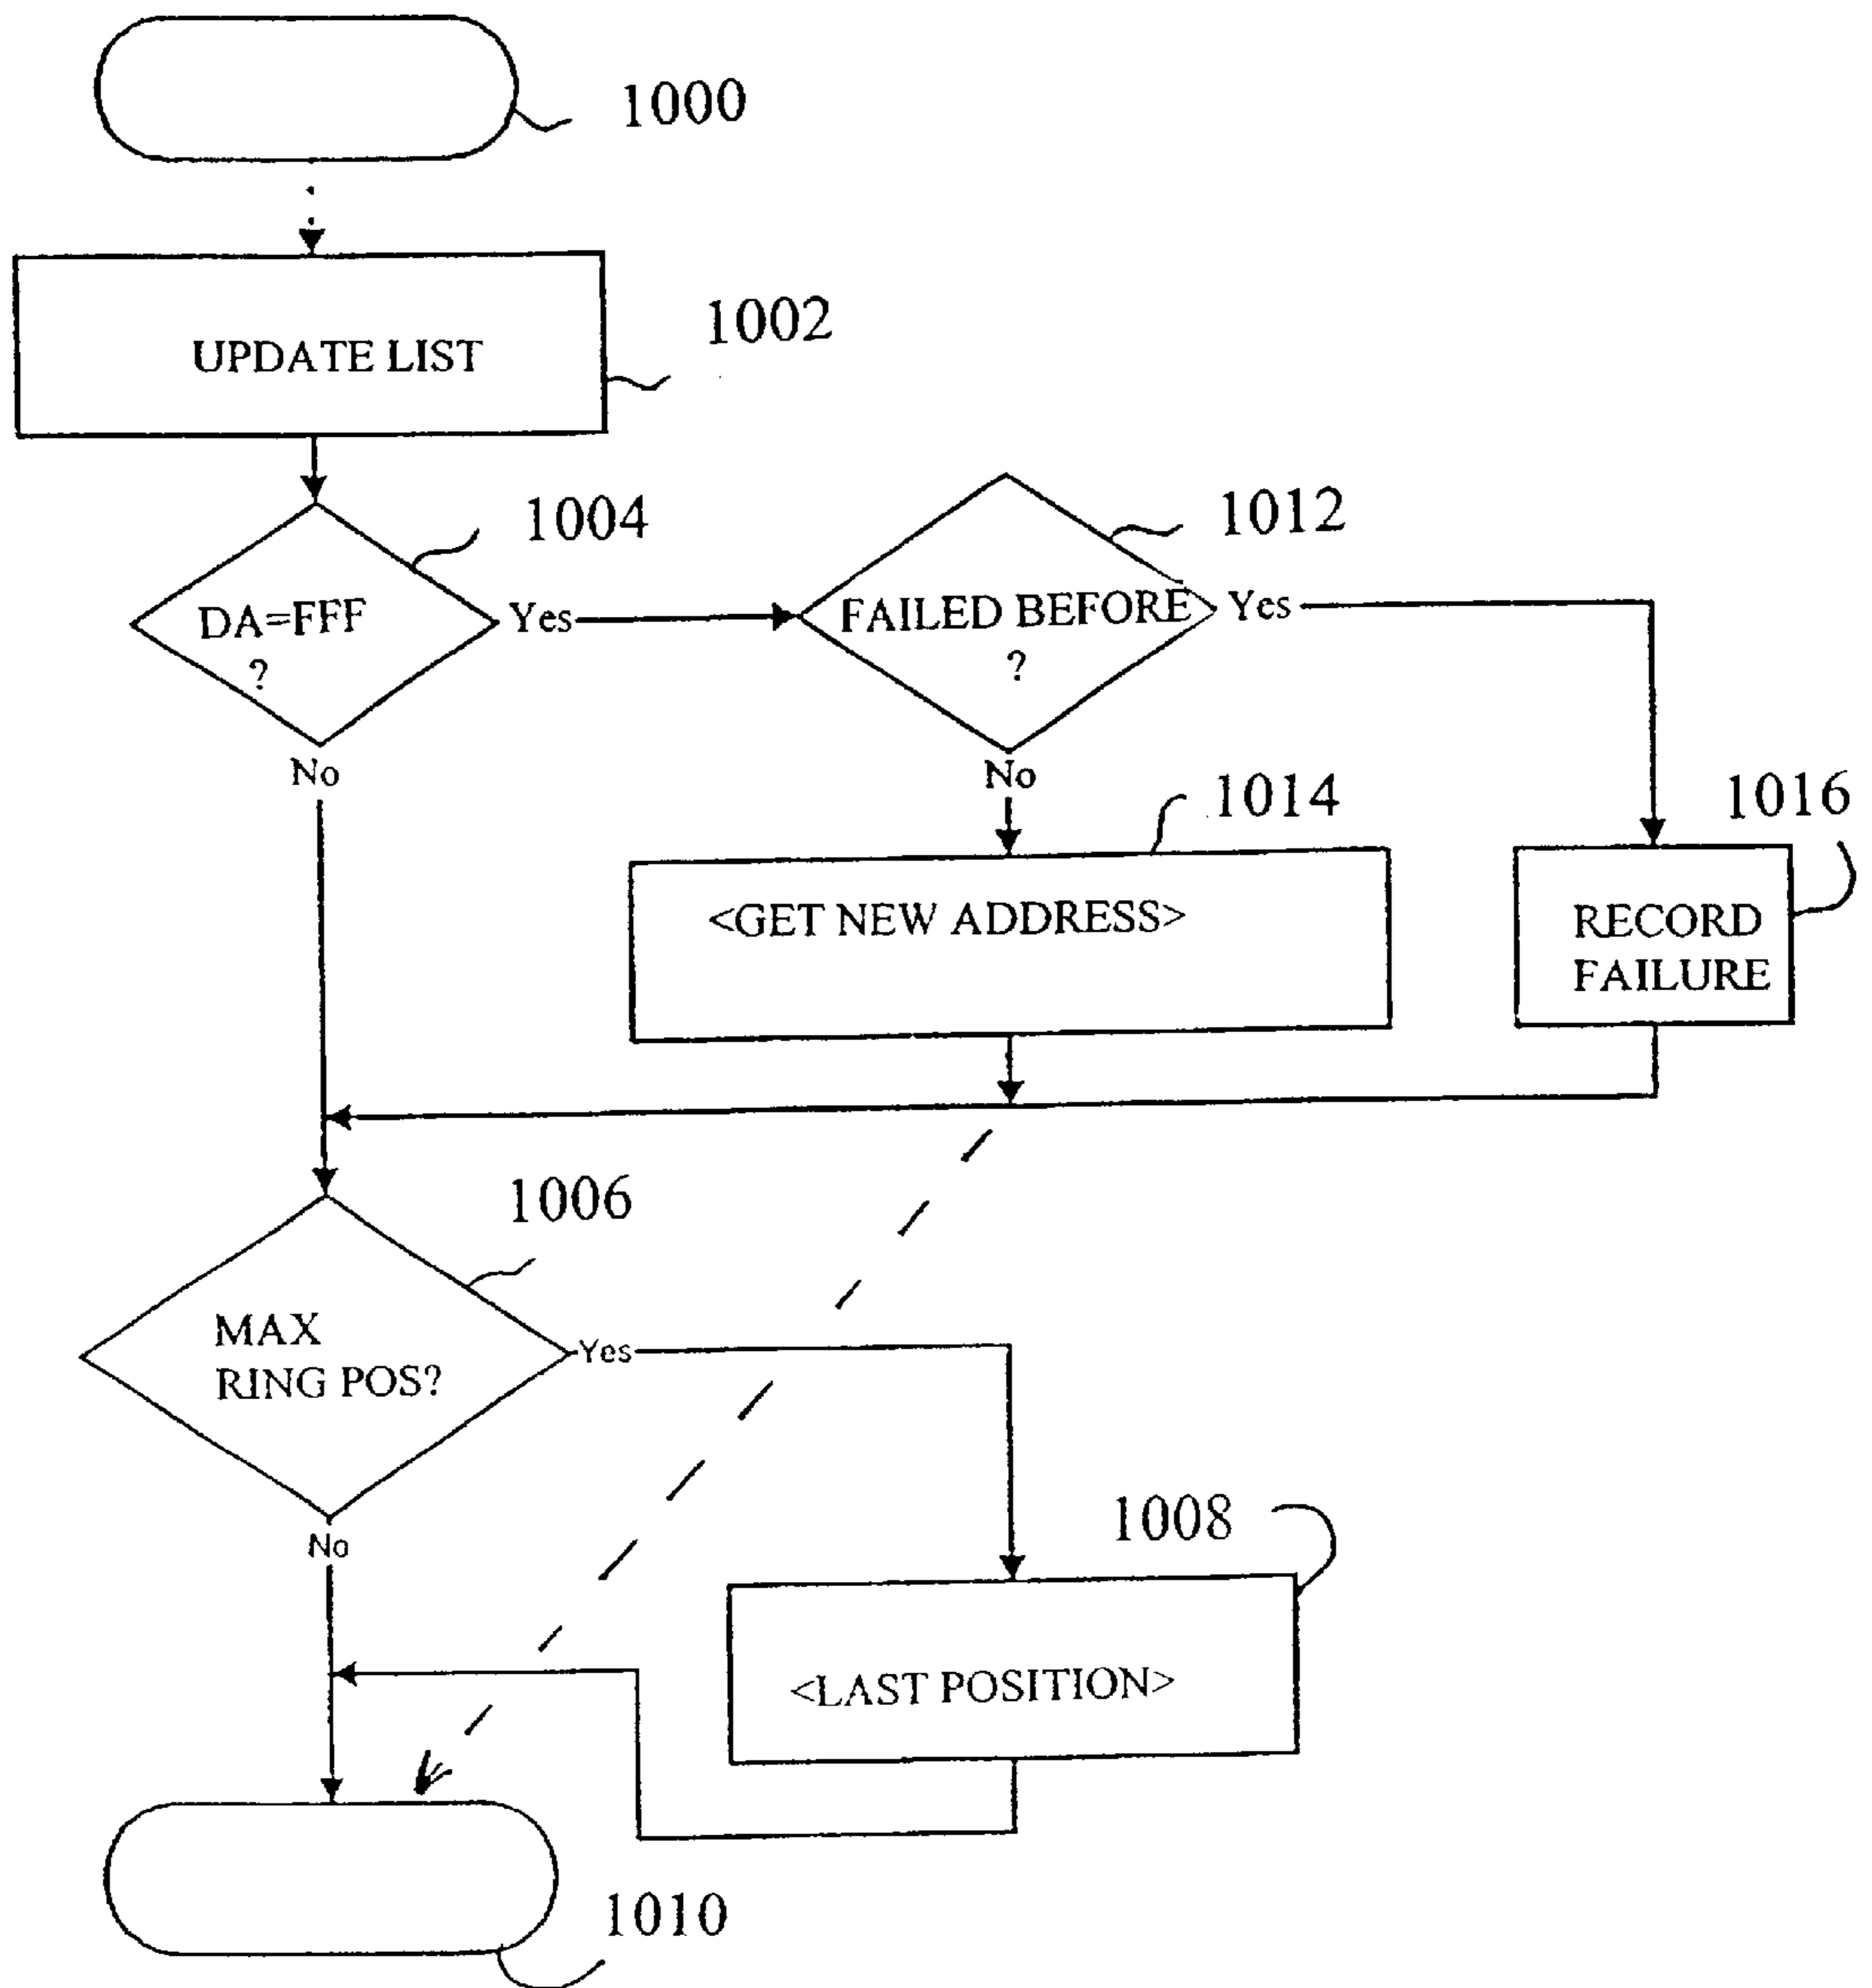 1000
UPDATE LIST
1002
1004
DA=FFF
?
Yes
No
1012
FAILED BEFORE
?
Yes
No
1014
<GET NEW ADDRESS>
1016
RECORD
FAILURE
1006
MAX
RING POS?
Yes
No
1008
<LAST POSITION>
1010